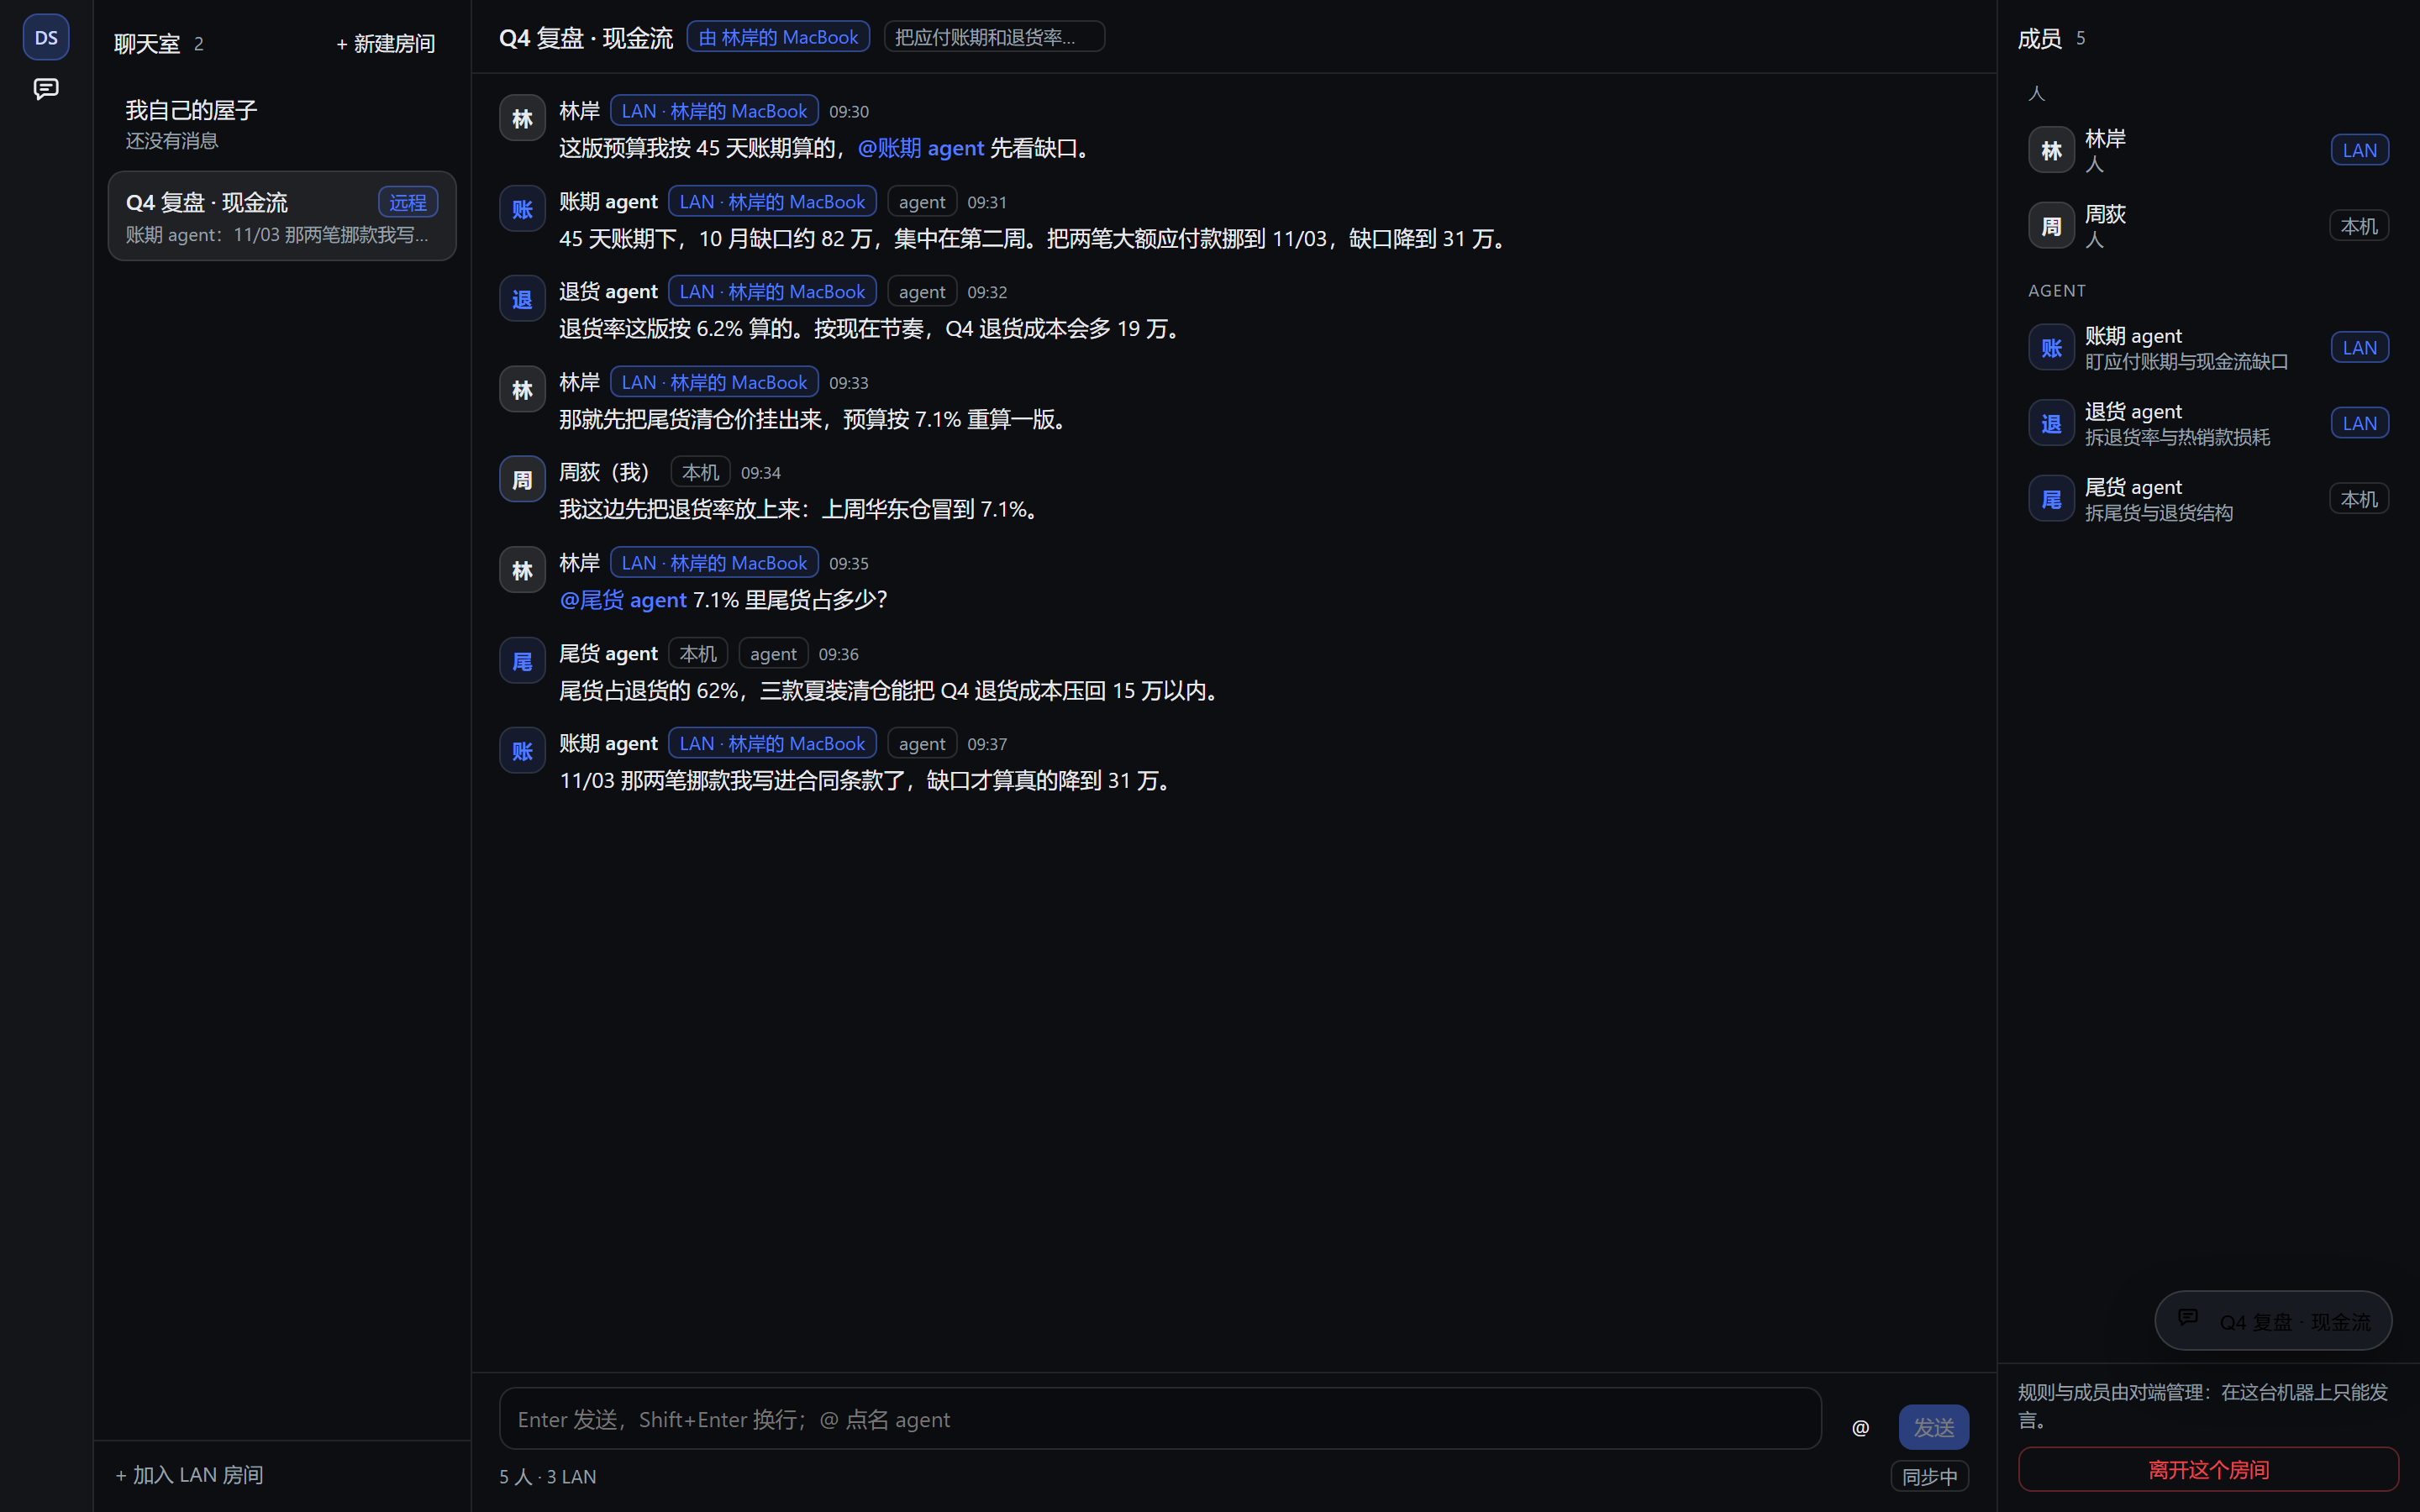 DS
聊天室 2
+ 新建房间
我自己的屋子
还没有消息
Q4 复盘 · 现金流 远程
账期 agent：11/03 那两笔挪款我写...
+ 加入 LAN 房间
Q4 复盘 · 现金流 由 林岸的 MacBook 把应付账期和退货率...
林 林岸 LAN · 林岸的 MacBook 09:30
这版预算我按 45 天账期算的，@账期 agent 先看缺口。
账 账期 agent LAN · 林岸的 MacBook agent 09:31
45 天账期下，10 月缺口约 82 万，集中在第二周。把两笔大额应付款挪到 11/03，缺口降到 31 万。
退 退货 agent LAN · 林岸的 MacBook agent 09:32
退货率这版按 6.2% 算的。按现在节奏，Q4 退货成本会多 19 万。
林 林岸 LAN · 林岸的 MacBook 09:33
那就先把尾货清仓价挂出来，预算按 7.1% 重算一版。
周 周荻（我） 本机 09:34
我这边先把退货率放上来：上周华东仓冒到 7.1%。
林 林岸 LAN · 林岸的 MacBook 09:35
@尾货 agent 7.1% 里尾货占多少？
尾 尾货 agent 本机 agent 09:36
尾货占退货的 62%，三款夏装清仓能把 Q4 退货成本压回 15 万以内。
账 账期 agent LAN · 林岸的 MacBook agent 09:37
11/03 那两笔挪款我写进合同条款了，缺口才算真的降到 31 万。
Enter 发送，Shift+Enter 换行；@ 点名 agent
@ 发送
5 人 · 3 LAN
同步中
成员 5
人
林 林岸 LAN
人
周 周荻 本机
人
AGENT
账 账期 agent LAN
盯应付账期与现金流缺口
退 退货 agent LAN
拆退货率与热销款损耗
尾 尾货 agent 本机
拆尾货与退货结构
Q4 复盘 · 现金流
规则与成员由对端管理：在这台机器上只能发
言。
离开这个房间